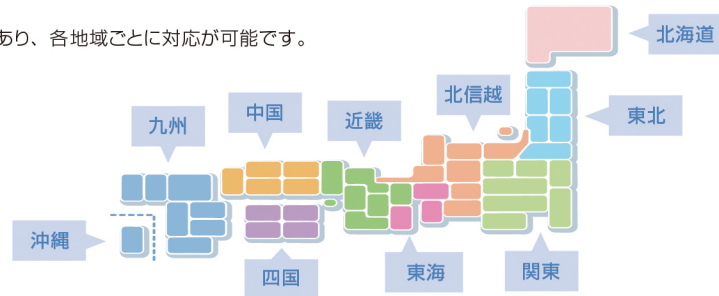 あり、各地域ごとに対応が可能です。
北海道
東北
北信越
近畿
中国
九州
沖縄
四国
東海
関東